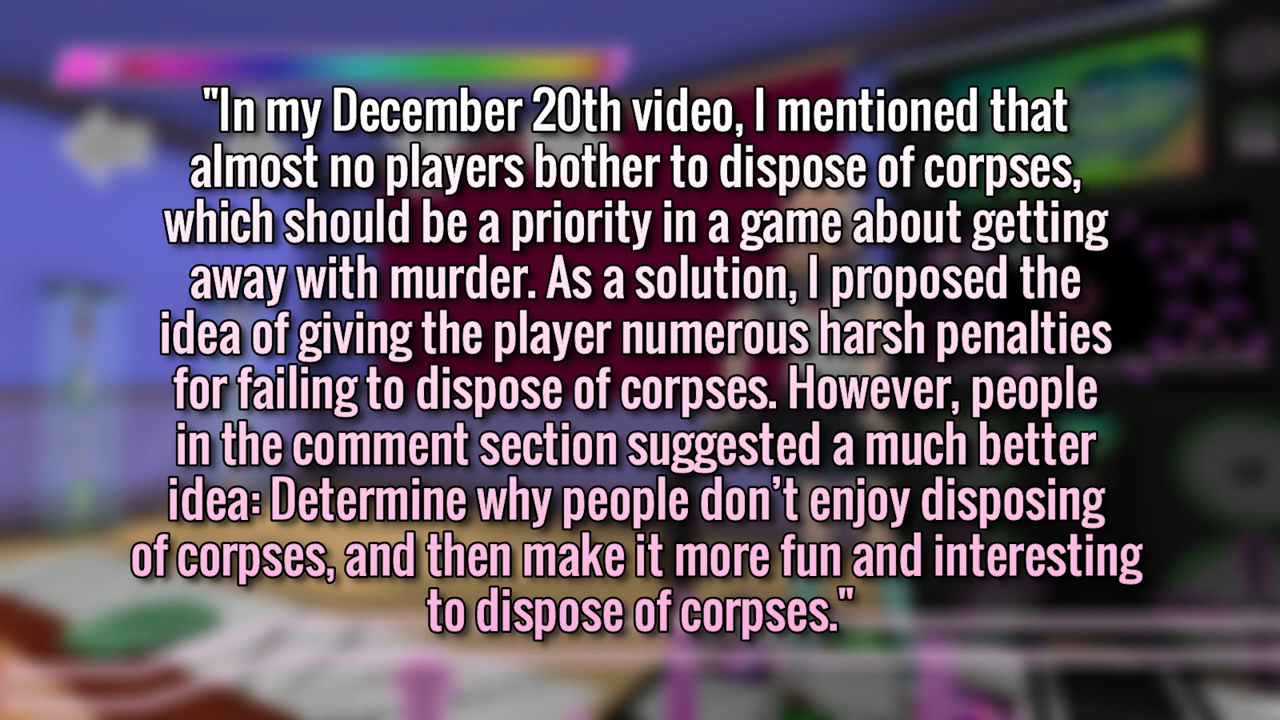 "In my December 20th video, I mentioned that
almost no players bother to dispose of corpses,
which should be a priority in a game about getting
away with murder. As a solution, I proposed the
idea of giving the player numerous harsh penalties
for failing to dispose of corpses. However, people
in the comment section suggested a much better
idea: Determine why people don’t enjoy disposing
of corpses, and then make it more fun and interesting
to dispose of corpses."